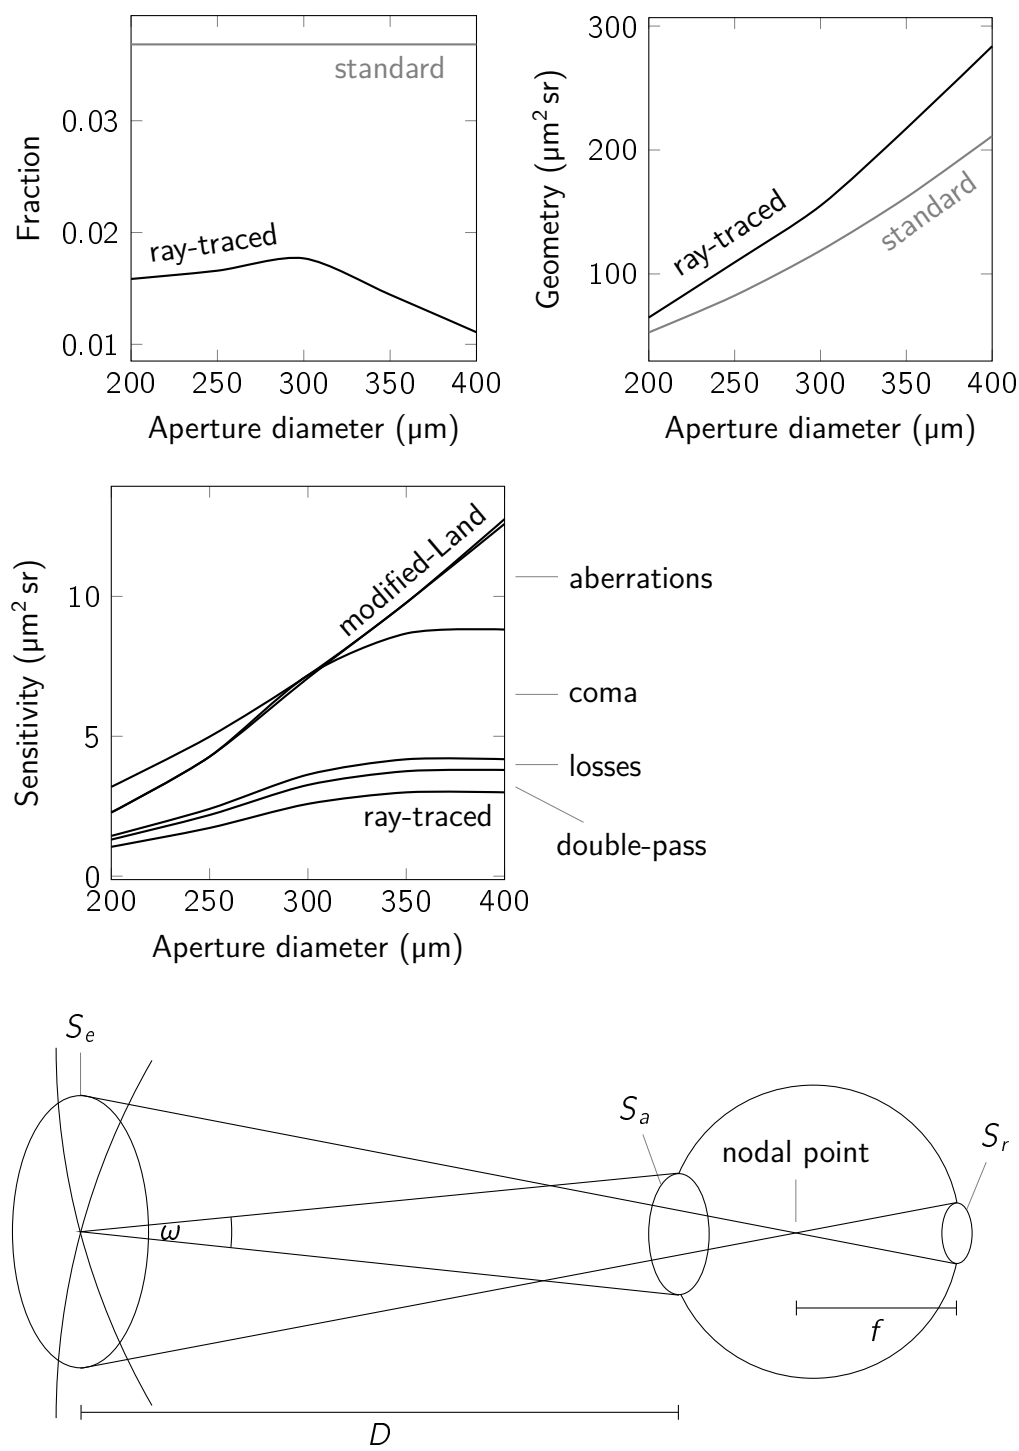 standard
0.03
0.02
0.01
Fraction
ray-traced
200 250 300 350 400
Aperture diameter (µm)
300
200
100
Geometry (µm² sr)
ray-traced
standard
200 250 300 350 400
Aperture diameter (µm)
10
5
0
Sensitivity (µm² sr)
modified-Land
ray-traced
aberrations
coma
losses
double-pass
200 250 300 350 400
Aperture diameter (µm)
Sₑ
Sₐ
Sᵣ
nodal point
ω
f
D